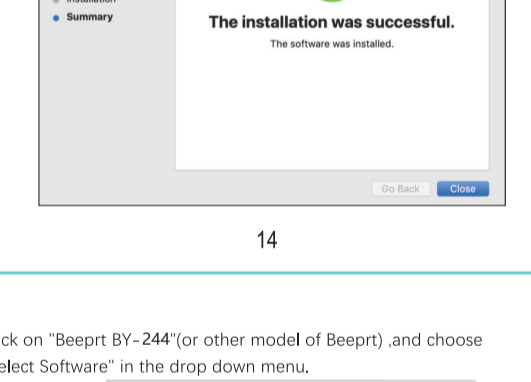 Summary
The installation was successful.
The software was installed.
Go Back
Close
14
ck on "Beeprt BY-244"(or other model of Beeprt) ,and choose
elect Software" in the drop down menu.